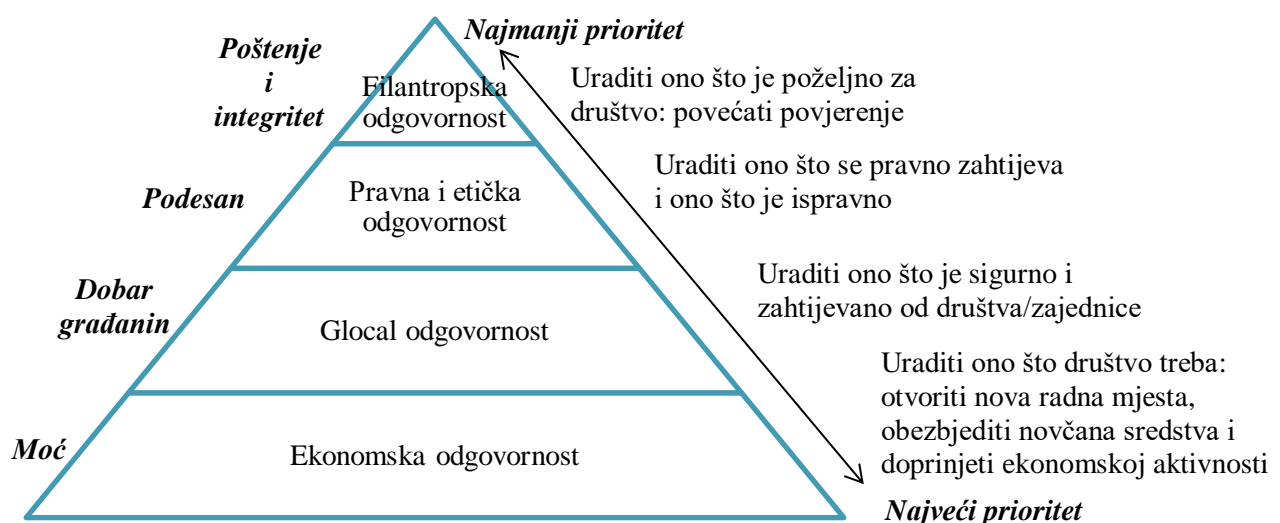 Najmanji prioritet
Poštenje
i
integritet
Filantropska
odgovornost
Uraditi ono što je poželjno za
društvo: povećati povjerenje
Podesan
Pravna i etička
odgovornost
Uraditi ono što se pravno zahtijeva
i ono što je ispravno
Dobar
građanin
Glocal odgovornost
Uraditi ono što je sigurno i
zahtijevano od društva/zajednice
Moć
Ekonomska odgovornost
Uraditi ono što društvo treba:
otvoriti nova radna mjesta,
obezbjediti novčana sredstva i
doprinjeti ekonomskoj aktivnosti
Najveći prioritet